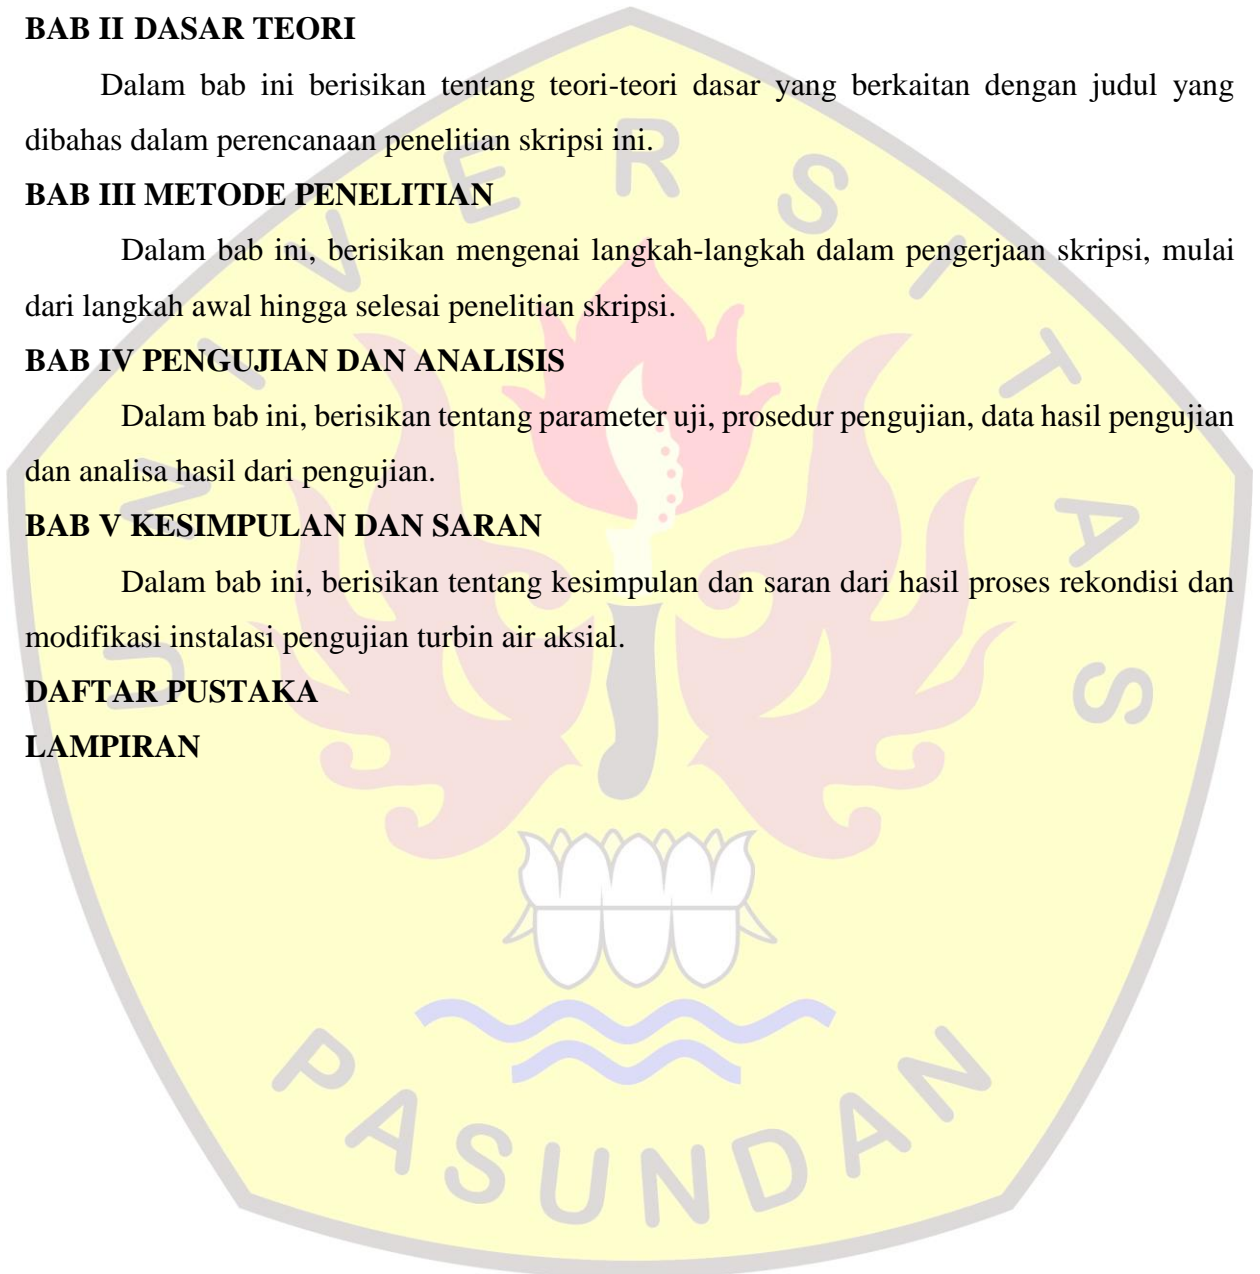 BAB II DASAR TEORI
Dalam bab ini berisikan tentang teori-teori dasar yang berkaitan dengan judul yang
dibahas dalam perencanaan penelitian skripsi ini.
BAB III METODE PENELITIAN
Dalam bab ini, berisikan mengenai langkah-langkah dalam pengerjaan skripsi, mulai
dari langkah awal hingga selesai penelitian skripsi.
BAB IV PENGUJIAN DAN ANALISIS
Dalam bab ini, berisikan tentang parameter uji, prosedur pengujian, data hasil pengujian
dan analisa hasil dari pengujian.
BAB V KESIMPULAN DAN SARAN
Dalam bab ini, berisikan tentang kesimpulan dan saran dari hasil proses rekondisi dan
modifikasi instalasi pengujian turbin air aksial.
DAFTAR PUSTAKA
LAMPIRAN
UNIVERSITAS
PASUNDAN